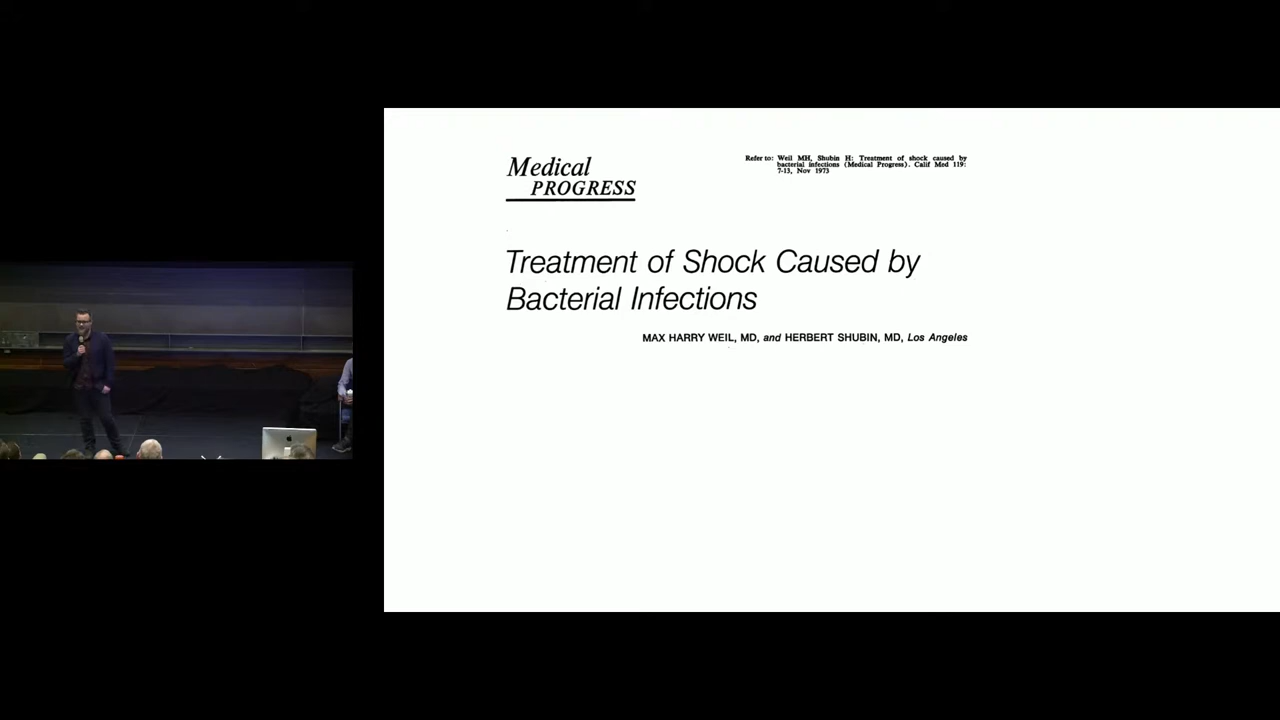 Medical
PROGRESS
Refer to: Weil MH, Shubin H: Treatment of shock caused by
bacterial infections (Medical Progress). Calif Med 119:
7-13, Nov 1973
Treatment of Shock Caused by
Bacterial Infections
MAX HARRY WEIL, MD, and HERBERT SHUBIN, MD, Los Angeles